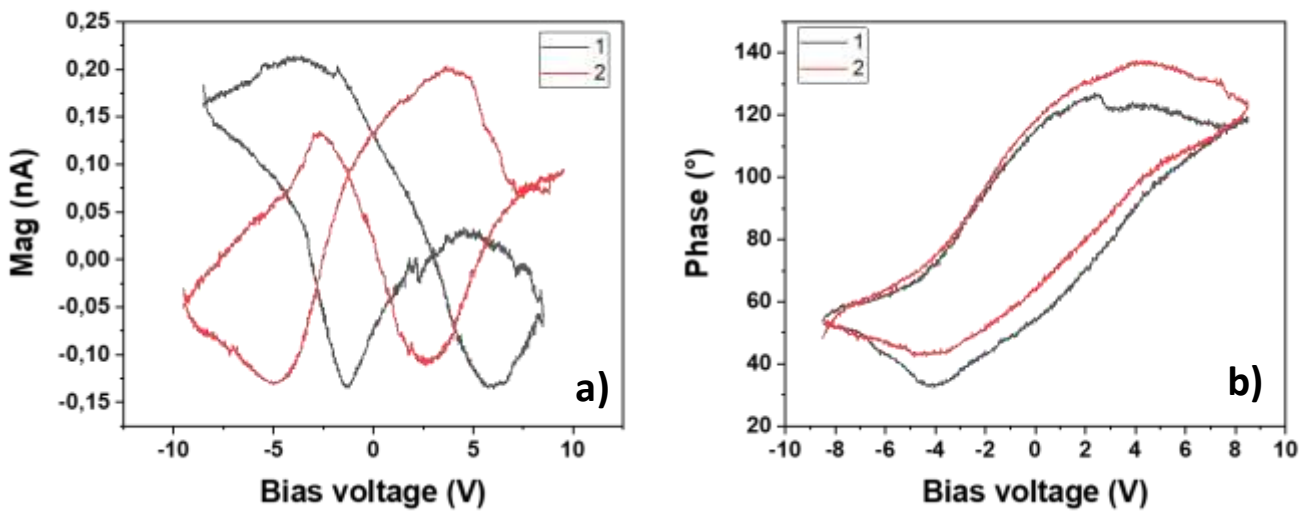 0,25
0,20
0,15
0,10
0,05
0,00
-0,05
-0,10
-0,15
Mag (nA)
-10 -5 0 5 10
Bias voltage (V)
1
2
a)
140
120
100
80
60
40
20
Phase (°)
-10 -8 -6 -4 -2 0 2 4 6 8 10
Bias voltage (V)
1
2
b)